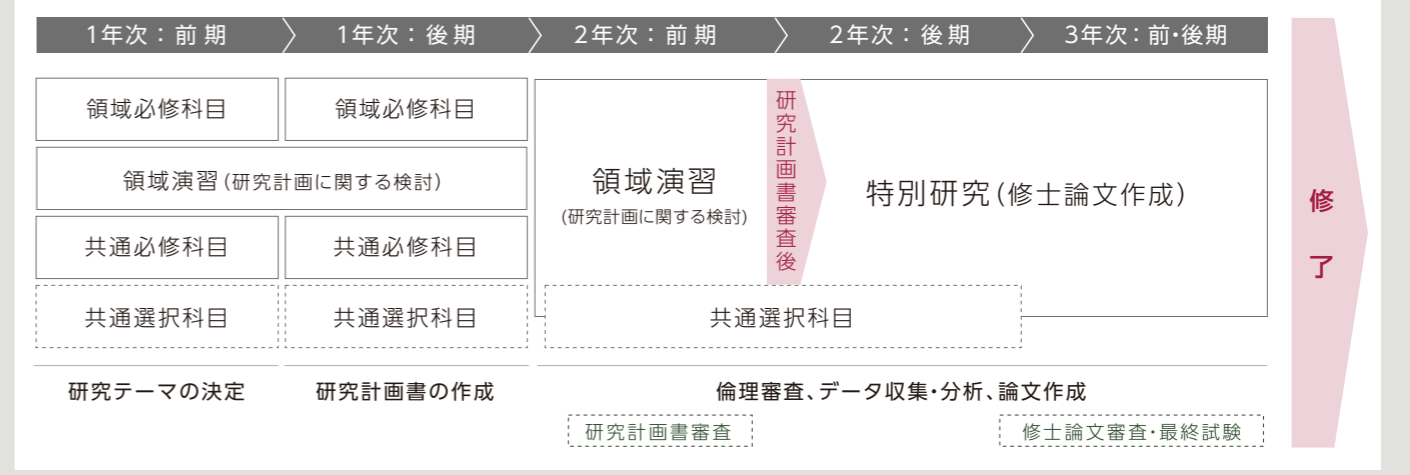 1年次：前期
1年次：後期
2年次：前期
2年次：後期
3年次：前・後期
領域必修科目
領域必修科目
領域演習（研究計画に関する検討）
共通必修科目
共通必修科目
共通選択科目
共通選択科目
領域演習
(研究計画に関する検討)
研究計画書審査後
特別研究（修士論文作成）
共通選択科目
修了
研究テーマの決定
研究計画書の作成
倫理審査、データ収集・分析、論文作成
研究計画書審査
修士論文審査・最終試験